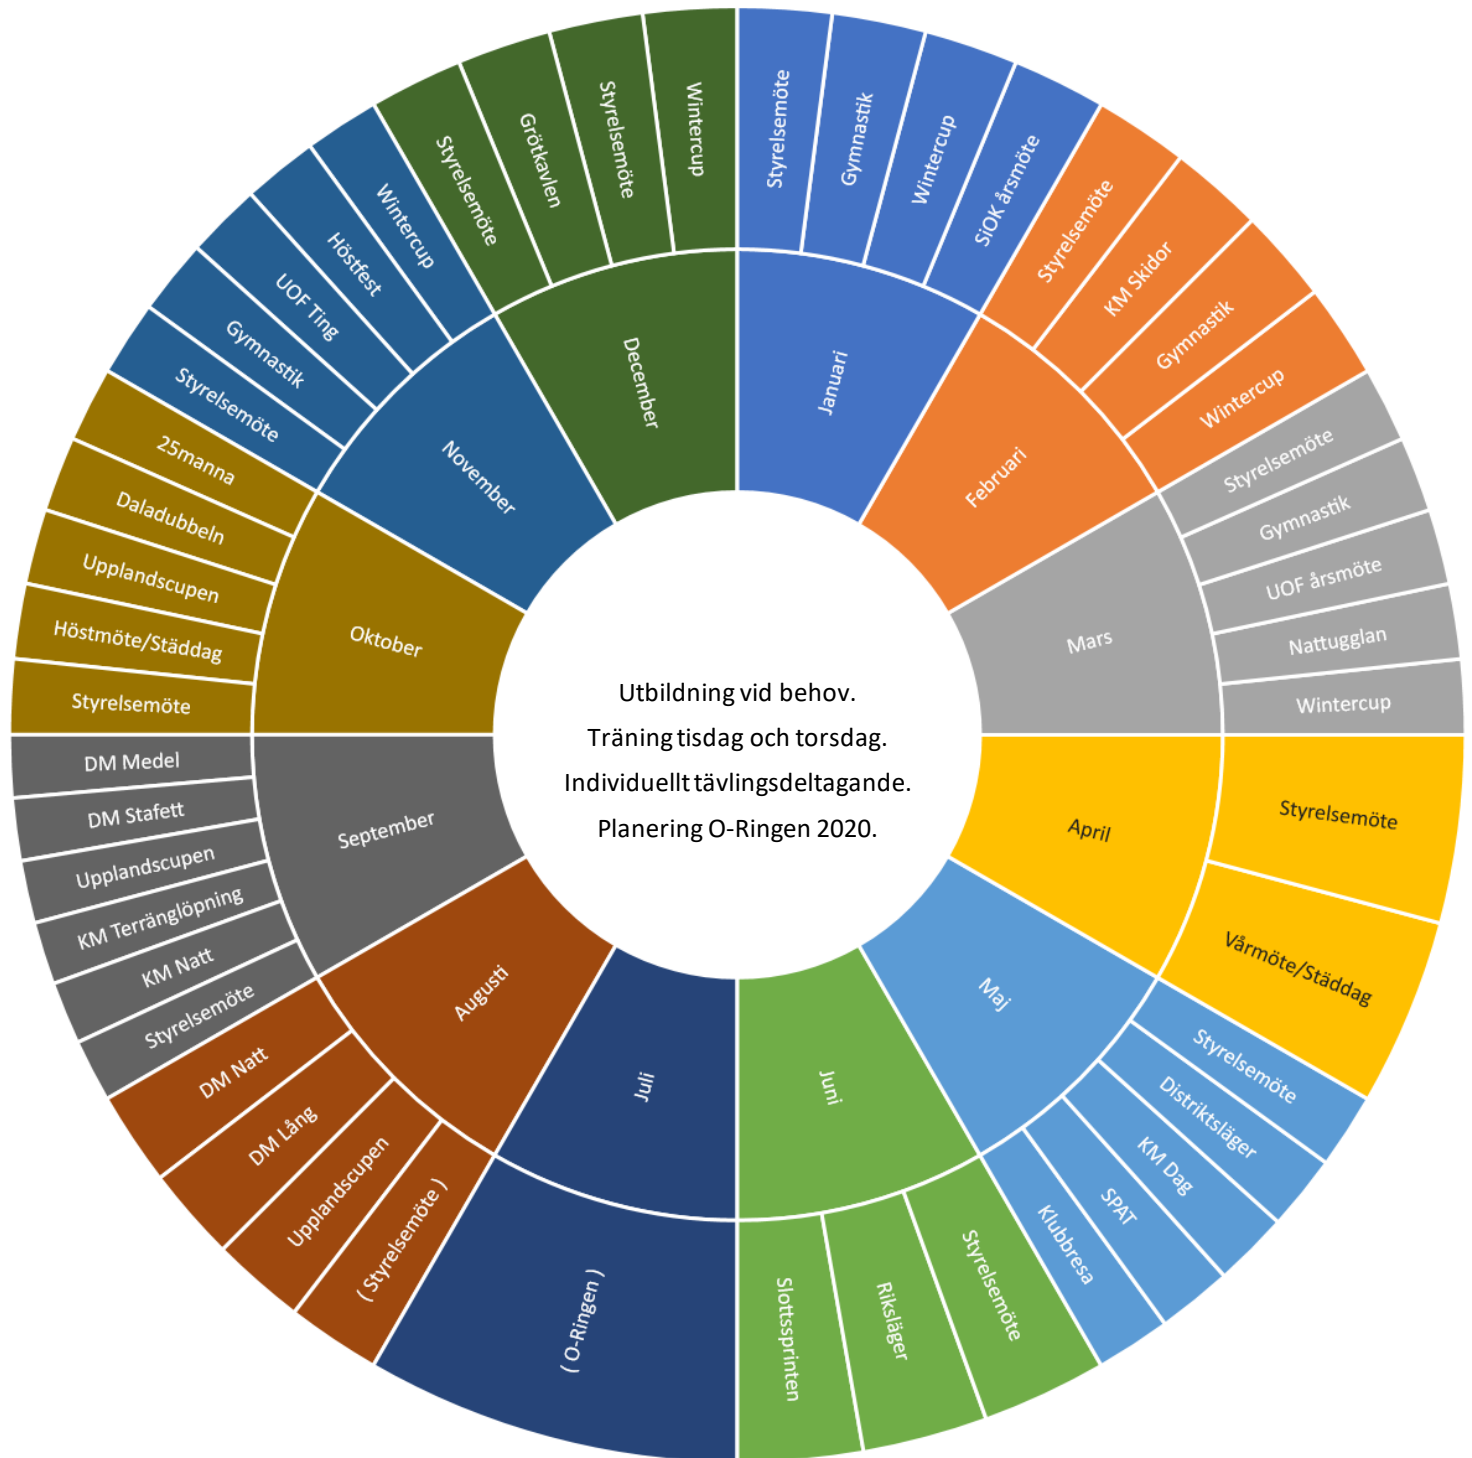 Utbildning vid behov.
Träning tisdag och torsdag.
Individuellt tävlingsdeltagande.
Planering O-Ringen 2020.
Januari
Styrelsemöte
Gymnastik
Wintercup
SiOK årsmöte
Februari
Styrelsemöte
KM Skidor
Gymnastik
Wintercup
Mars
Styrelsemöte
Gymnastik
UOF årsmöte
Nattugglan
Wintercup
April
Styrelsemöte
Vårmöte/Städdag
Maj
Styrelsemöte
Distriktsläger
KM Dag
SPAT
Klubbresa
Juni
Styrelsemöte
Riksläger
Slottssprinten
Juli
( O-Ringen )
Augusti
( Styrelsemöte )
Upplandscupen
DM Lång
DM Natt
September
Styrelsemöte
KM Natt
KM Terränglöpning
Upplandscupen
DM Stafett
DM Medel
Oktober
Styrelsemöte
Höstmöte/Städdag
Upplandscupen
Daladubbeln
25manna
November
Styrelsemöte
Gymnastik
UOF Ting
Höstfest
Wintercup
December
Styrelsemöte
Grötkavlen
Styrelsemöte
Wintercup